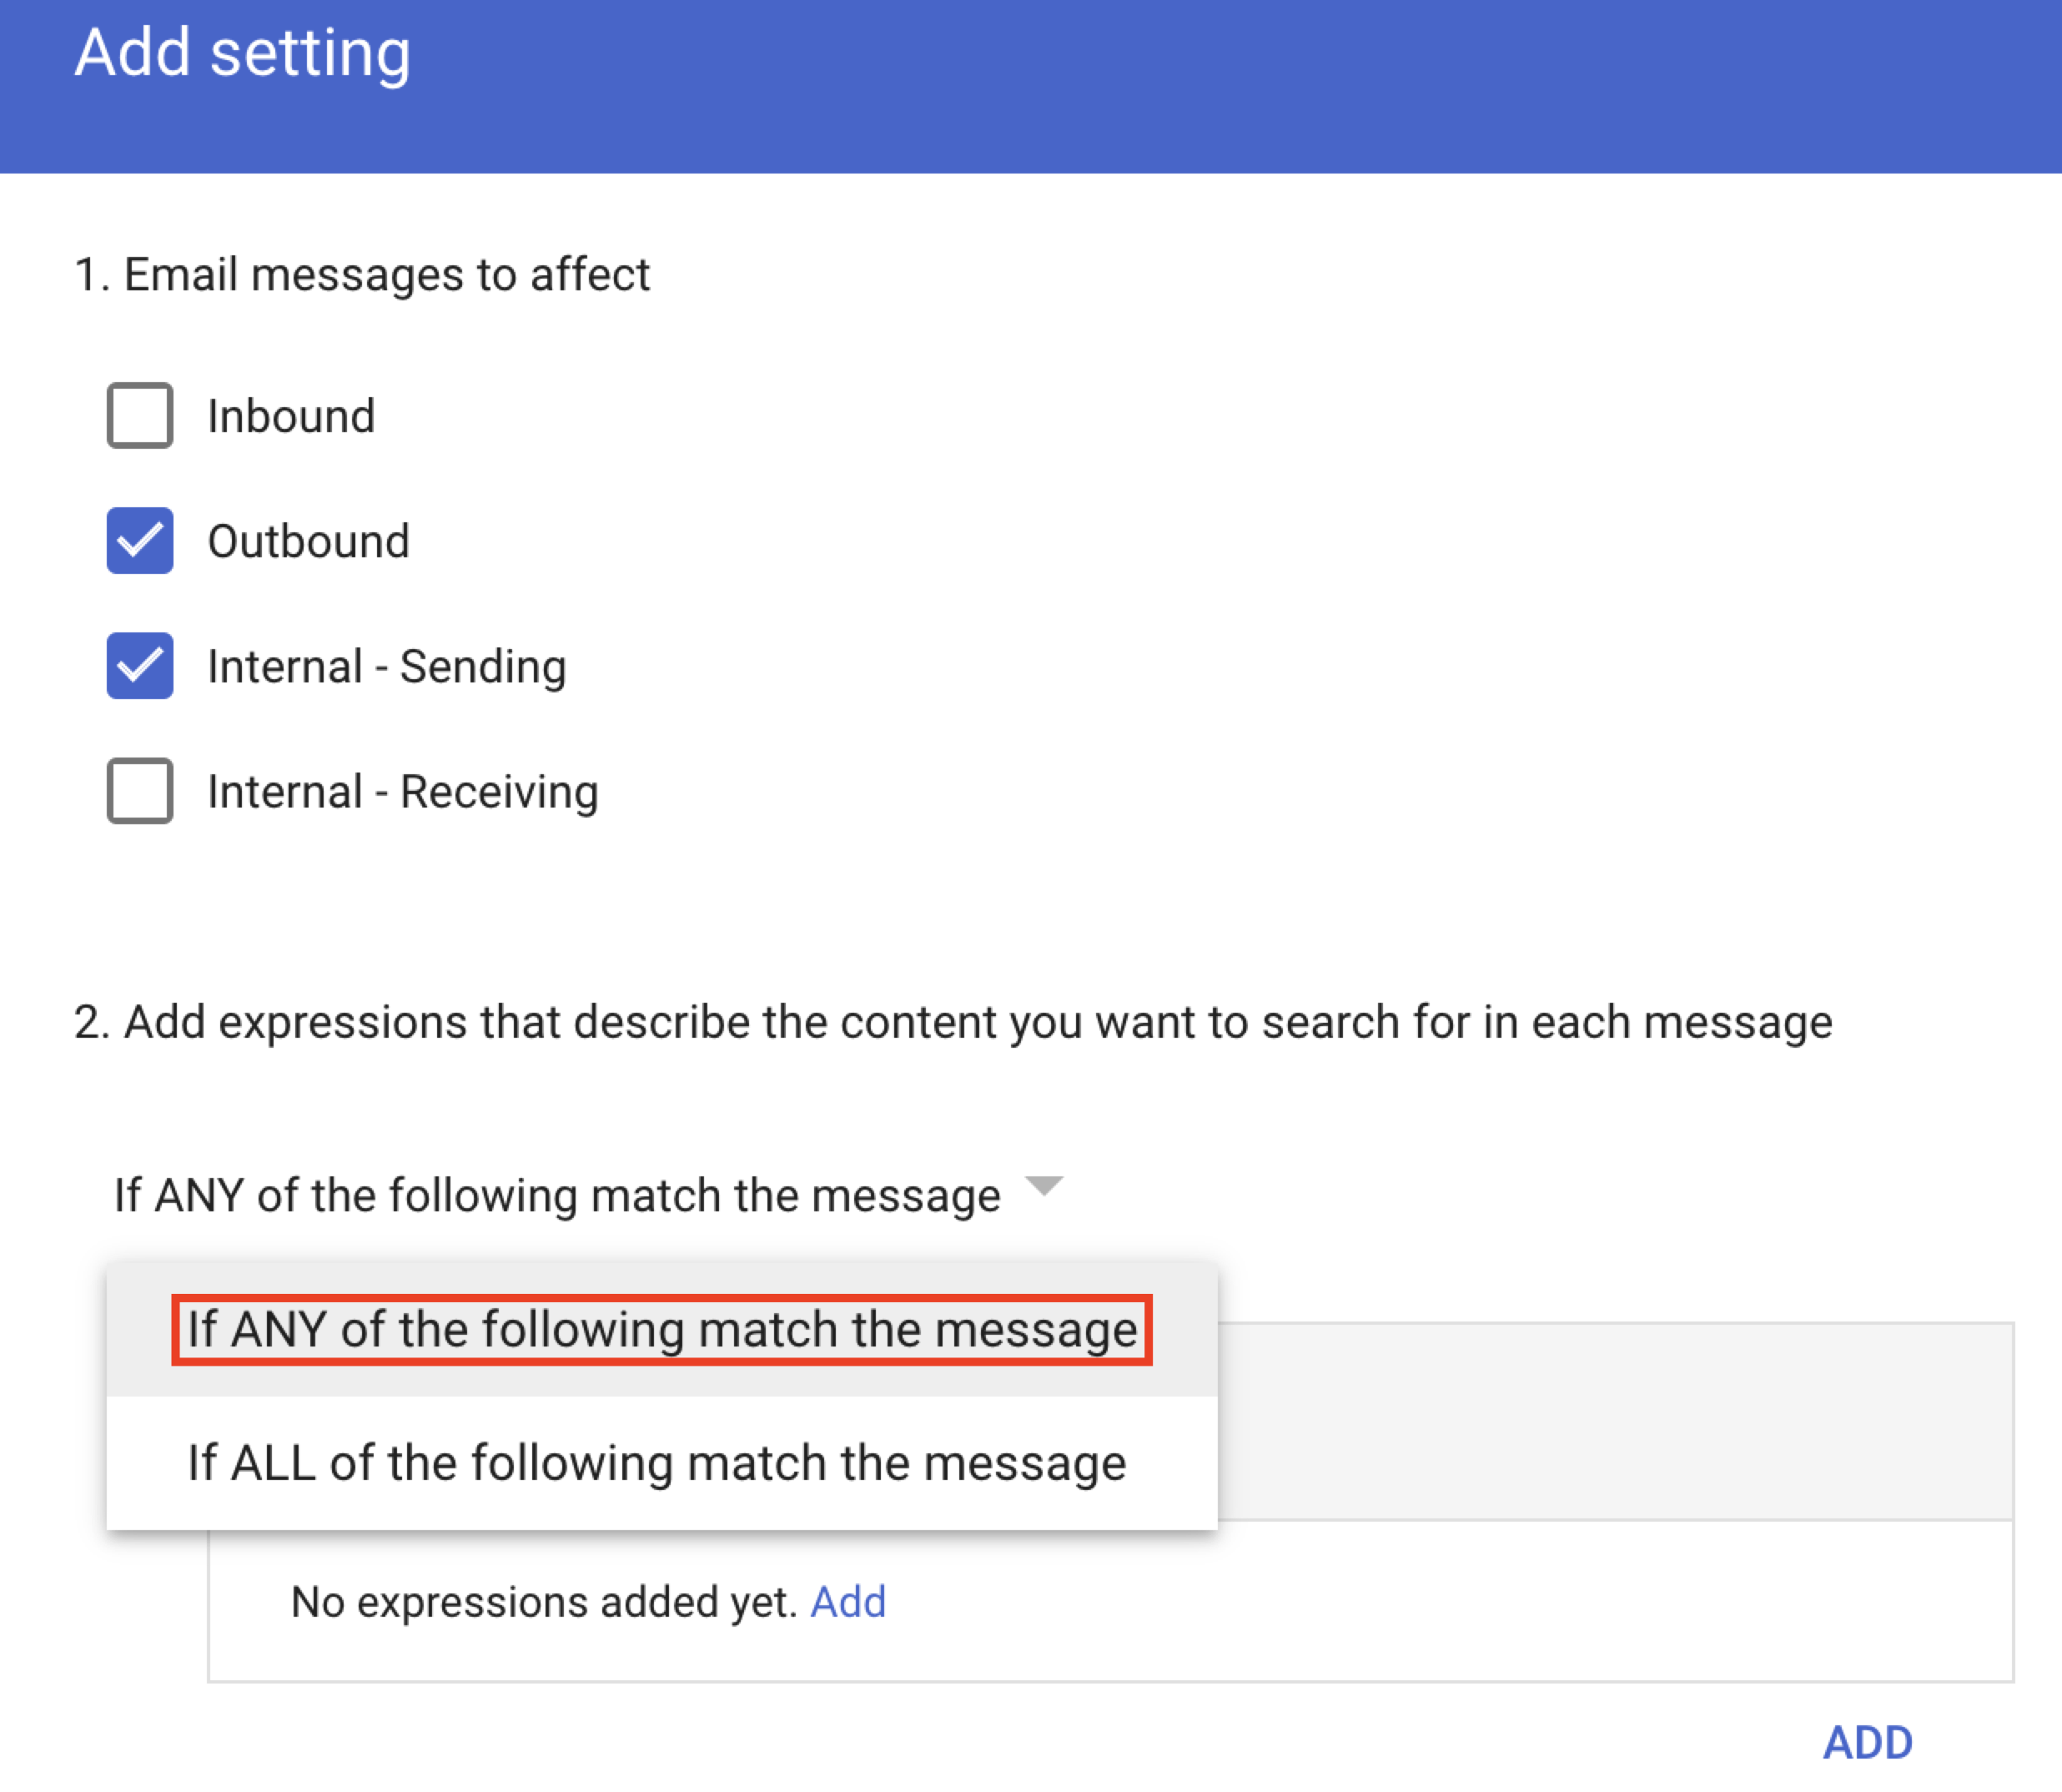 Add setting
1. Email messages to affect
Inbound
Outbound
Internal - Sending
Internal - Receiving
2. Add expressions that describe the content you want to search for in each message
If ANY of the following match the message
If ANY of the following match the message
If ALL of the following match the message
No expressions added yet. Add
ADD